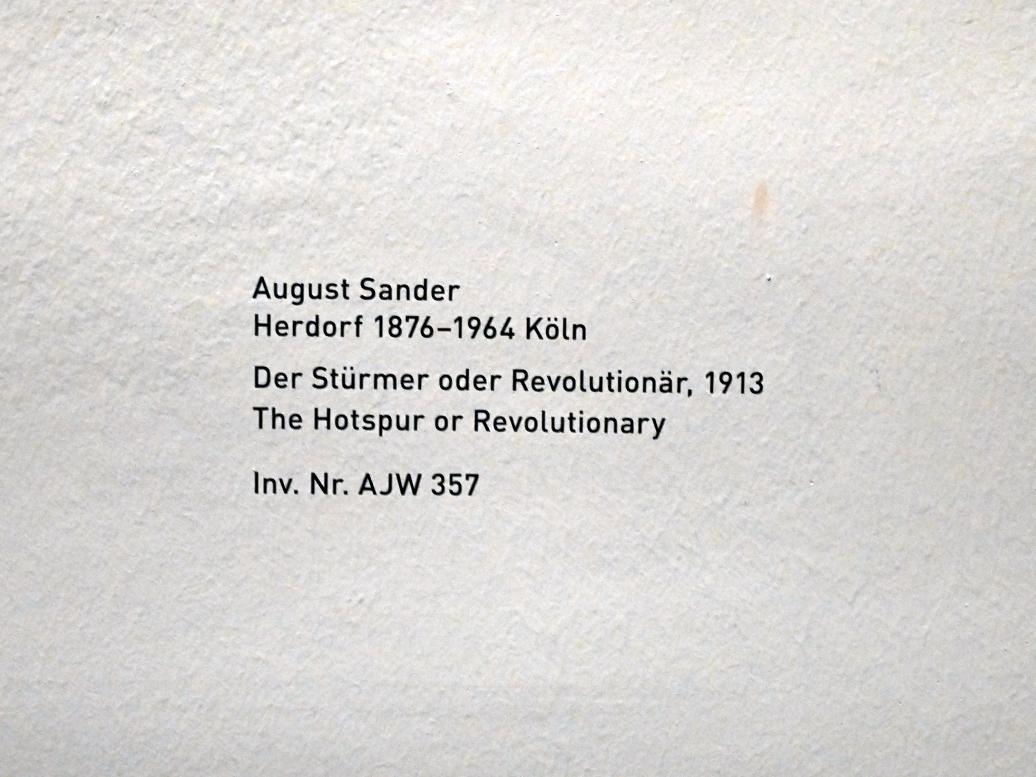 August Sander
Herdorf 1876–1964 Köln
Der Stürmer oder Revolutionär, 1913
The Hotspur or Revolutionary
Inv. Nr. AJW 357